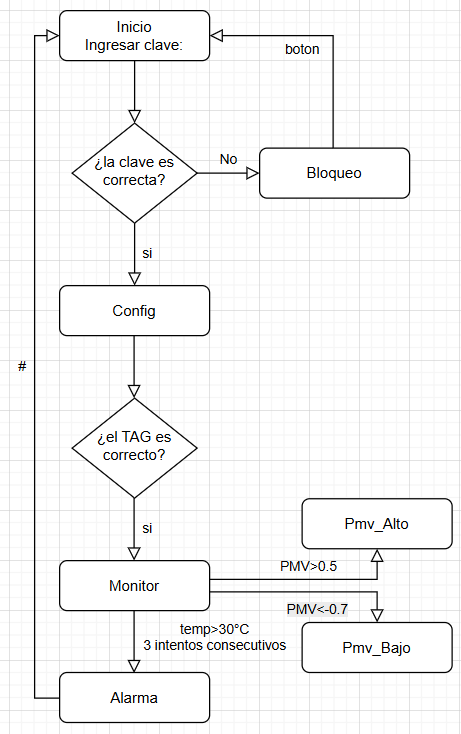 Inicio
Ingresar clave:
boton
¿la clave es
correcta?
No
Bloqueo
si
Config
#
¿el TAG es
correcto?
si
Pmv_Alto
PMV>0.5
Monitor
PMV<-0.7
temp>30°C
3 intentos consecutivos
Pmv_Bajo
Alarma